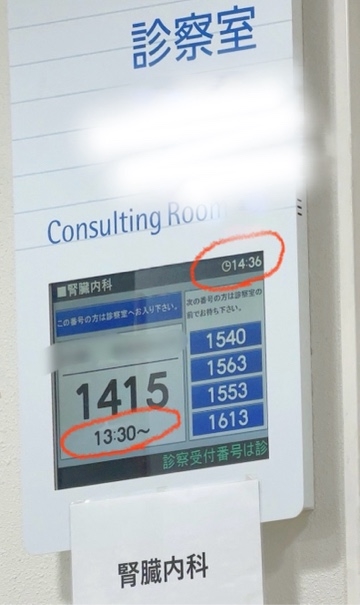 診察室
Consulting Room
■腎臓内科
14:36
この番号の方は診察室へお入り下さい。
次の番号の方は診察室の
前でお待ち下さい。
1415
13:30～
1540
1563
1553
1613
診察受付番号は診
腎臓内科